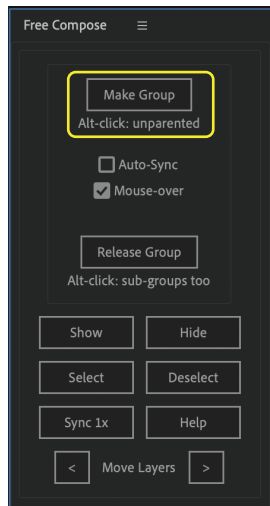 Free Compose
Make Group
Alt-click: unparented
Auto-Sync
Mouse-over
Release Group
Alt-click: sub-groups too
Show Hide
Select Deselect
Sync 1x Help
< Move Layers >